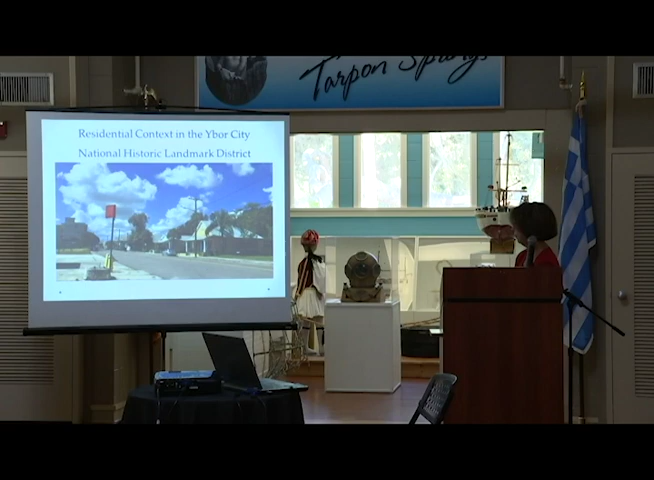 Tarpon Springs
Residential Context in the Ybor City
National Historic Landmark District